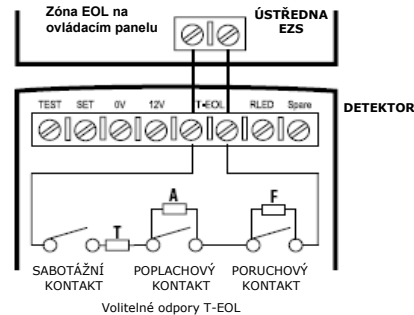 Zóna EOL na
ovládacím panelu
ÚSTŘEDNA
EZS
DETEKTOR
TEST SET 0V 12V T-EOL RLED Spare
A
F
T
SABOTÁŽNÍ
KONTAKT
POPLACHOVÝ
KONTAKT
PORUCHOVÝ
KONTAKT
Volitelné odpory T-EOL